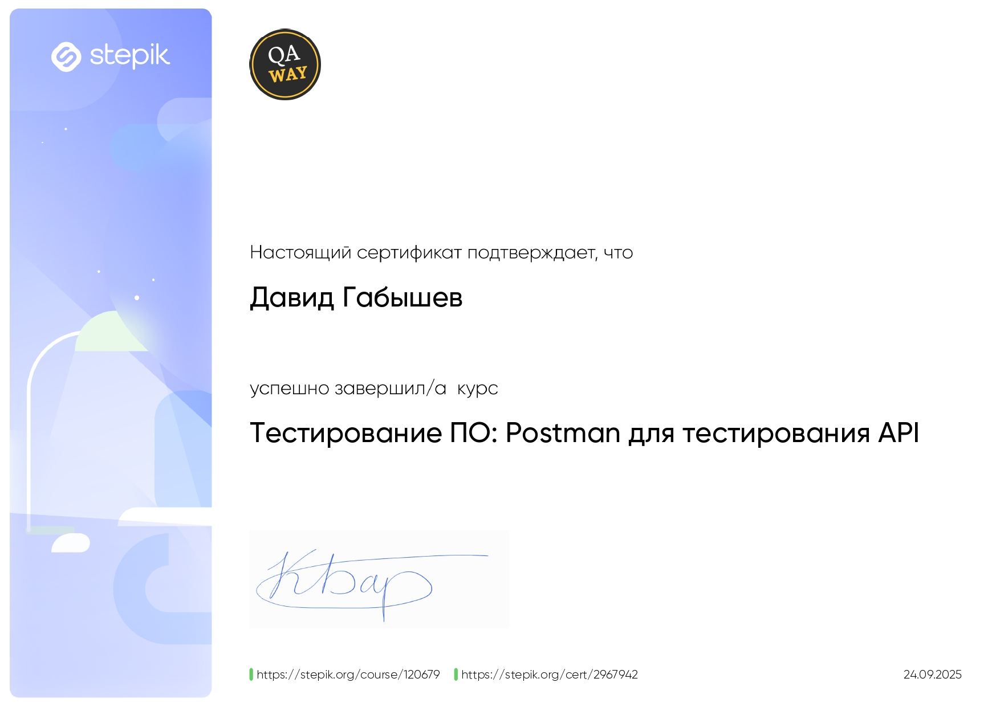 stepik
QA
WAY
Настоящий сертификат подтверждает, что
Давид Габышев
успешно завершил/а курс
Тестирование ПО: Postman для тестирования API
КБар
https://stepik.org/course/120679 https://stepik.org/cert/2967942 24.09.2025